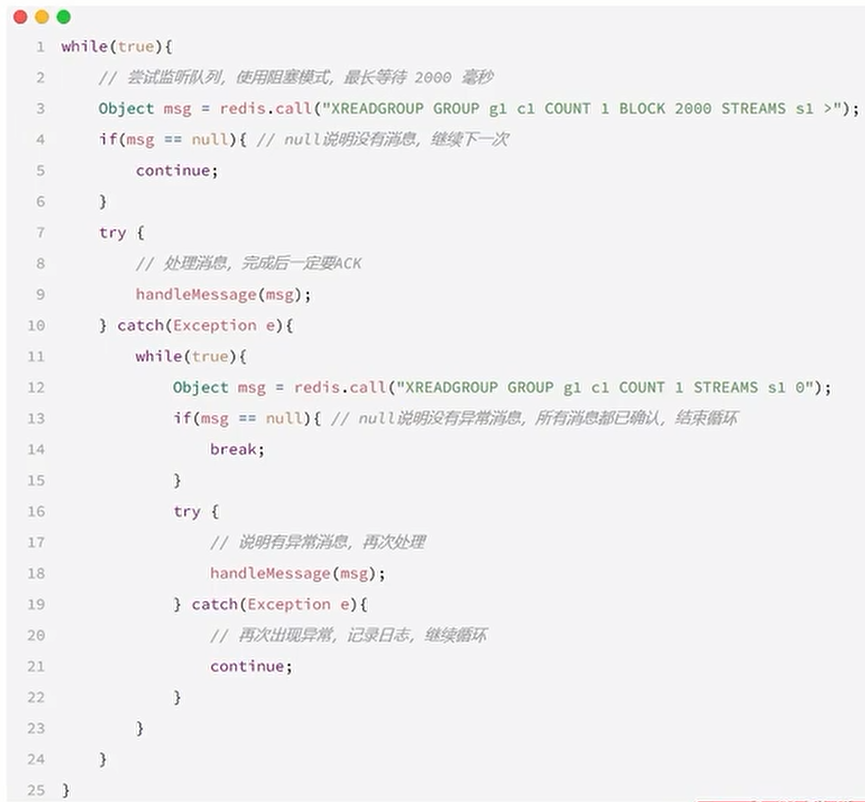 1 while(true){
2 // 尝试监听队列，使用阻塞模式，最长等待 2000 毫秒
3 Object msg = redis.call("XREADGROUP GROUP g1 c1 COUNT 1 BLOCK 2000 STREAMS s1 >");
4 if(msg == null){ // null说明没有消息，继续下一次
5 continue;
6 }
7 try {
8 // 处理消息，完成后一定要ACK
9 handleMessage(msg);
10 } catch(Exception e){
11 while(true){
12 Object msg = redis.call("XREADGROUP GROUP g1 c1 COUNT 1 STREAMS s1 0");
13 if(msg == null){ // null说明没有异常消息，所有消息都已确认，结束循环
14 break;
15 }
16 try {
17 // 说明有异常消息，再次处理
18 handleMessage(msg);
19 } catch(Exception e){
20 // 再次出现异常，记录日志，继续循环
21 continue;
22 }
23 }
24 }
25 }